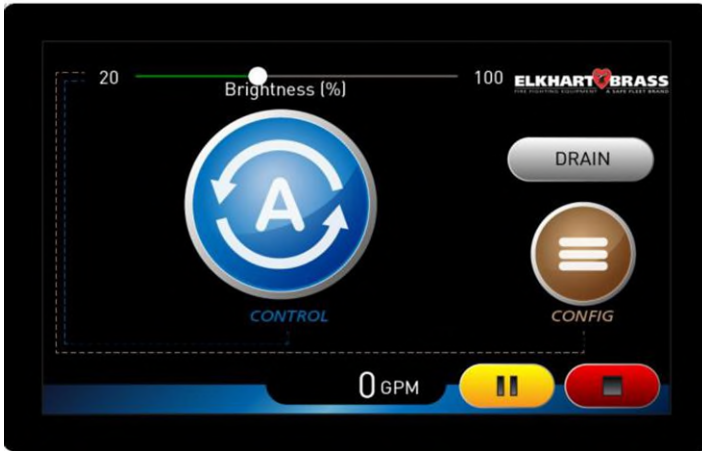 20
100
Brightness (%)
ELKHART BRASS
FIRE FIGHTING EQUIPMENT A SAFE FLEET BRAND
DRAIN
A
CONTROL
CONFIG
0 GPM